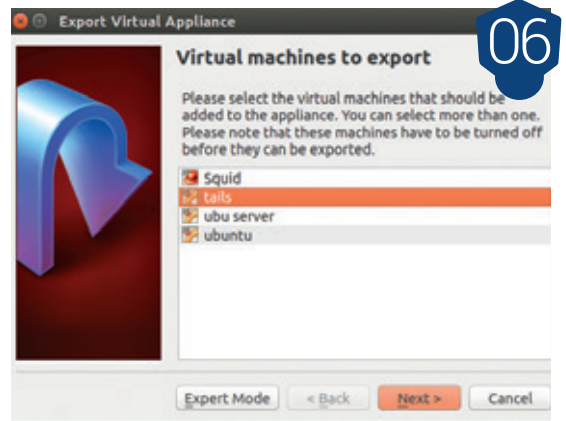 Export Virtual Appliance
06
Virtual machines to export
Please select the virtual machines that should be
added to the appliance. You can select more than one.
Please note that these machines have to be turned off
before they can be exported.
Squid
tails
ubu server
ubuntu
Expert Mode
< Back
Next >
Cancel